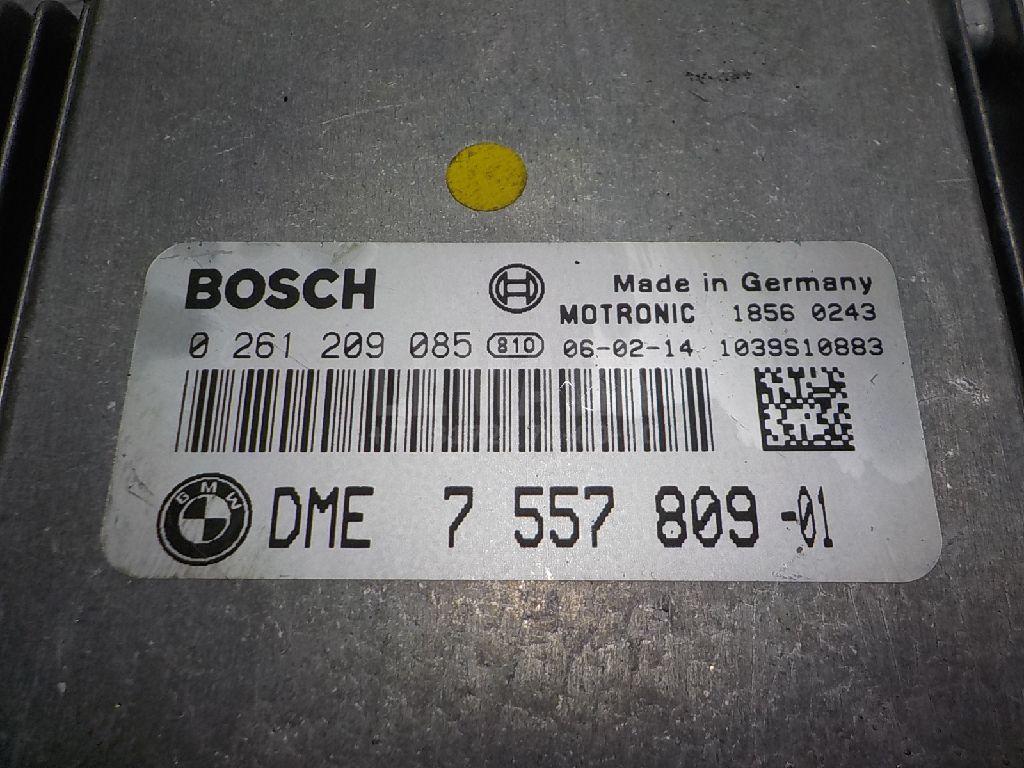 BOSCH
Made in Germany
MOTRONIC 1856 0243
0 261 209 085 810 06-02-14 1039S10883
BMW DME 7 557 809 -01